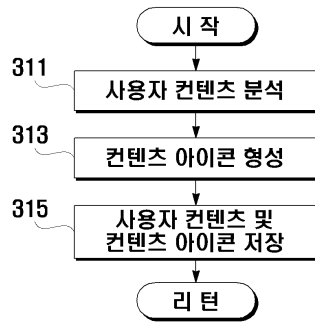 시 작
311
사용자 컨텐츠 분석
313
컨텐츠 아이콘 형성
315
사용자 컨텐츠 및
컨텐츠 아이콘 저장
리 턴